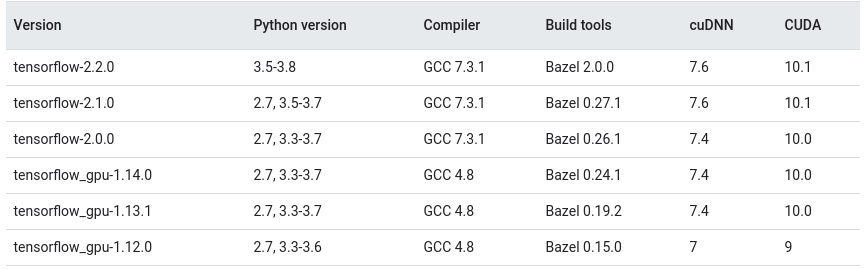 Version Python version Compiler Build tools cuDNN CUDA
tensorflow-2.2.0 3.5-3.8 GCC 7.3.1 Bazel 2.0.0 7.6 10.1
tensorflow-2.1.0 2.7, 3.5-3.7 GCC 7.3.1 Bazel 0.27.1 7.6 10.1
tensorflow-2.0.0 2.7, 3.3-3.7 GCC 7.3.1 Bazel 0.26.1 7.4 10.0
tensorflow_gpu-1.14.0 2.7, 3.3-3.7 GCC 4.8 Bazel 0.24.1 7.4 10.0
tensorflow_gpu-1.13.1 2.7, 3.3-3.7 GCC 4.8 Bazel 0.19.2 7.4 10.0
tensorflow_gpu-1.12.0 2.7, 3.3-3.6 GCC 4.8 Bazel 0.15.0 7 9